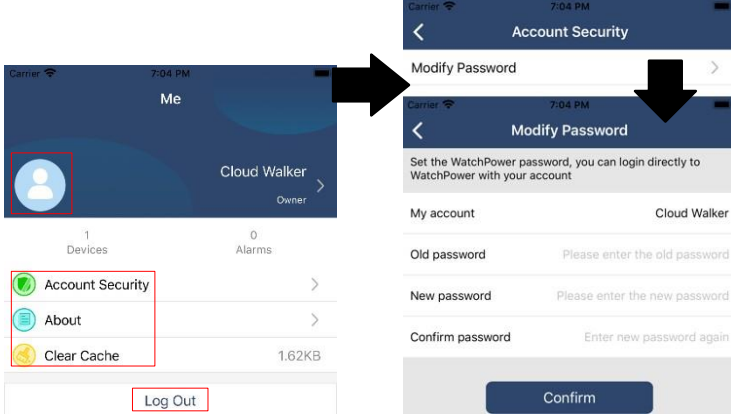 Carrier 7:04 PM
Me
Cloud Walker
Owner
1 0
Devices Alarms
Account Security
About
Clear Cache 1.62KB
Log Out
Carrier 7:04 PM
Account Security
Modify Password
Carrier 7:04 PM
Modify Password
Set the WatchPower password, you can login directly to
WatchPower with your account
My account Cloud Walker
Old password Please enter the old password
New password Please enter the new password
Confirm password Enter new password again
Confirm